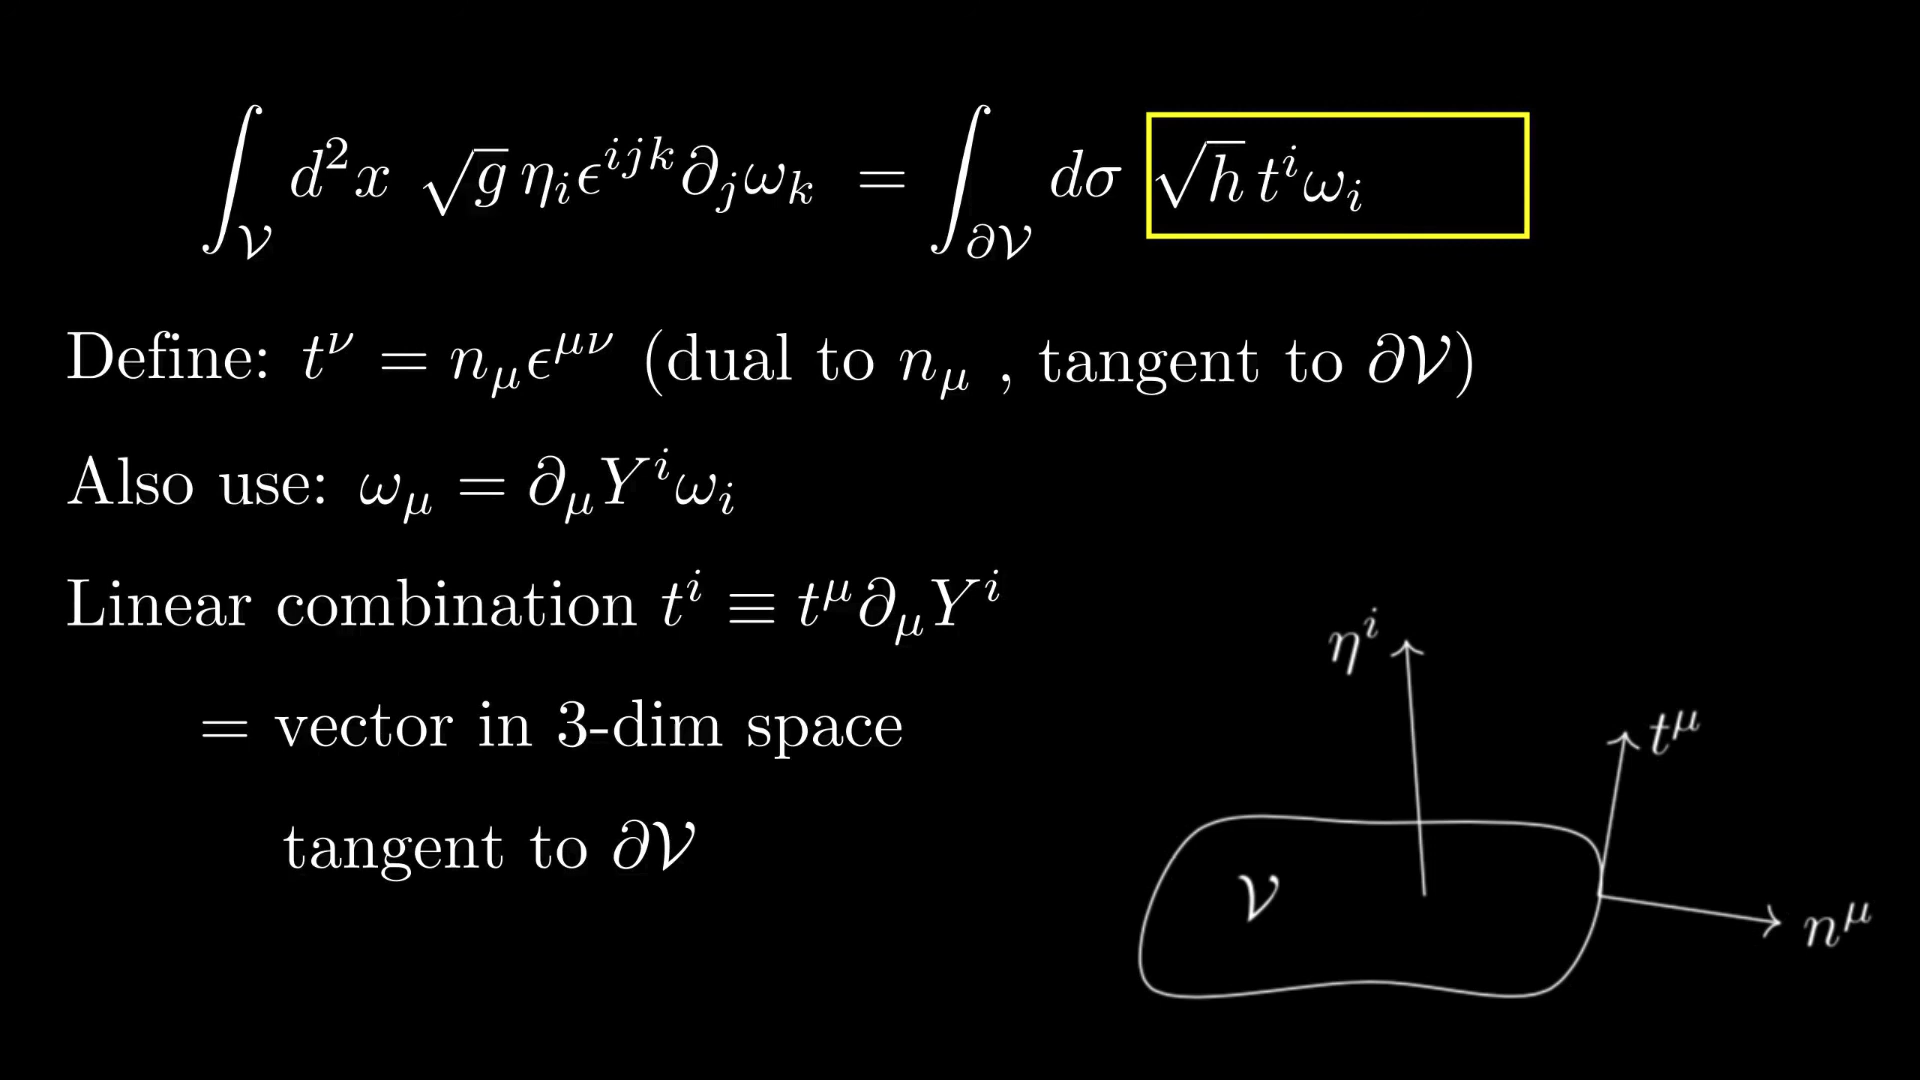 ∫_𝒱 d²x √g η_i ϵ^{ijk} ∂_j ω_k = ∫_{∂𝒱} dσ √h t^i ω_i
Define: t^ν = n_μ ϵ^{μν} (dual to n_μ , tangent to ∂𝒱)
Also use: ω_μ = ∂_μ Y^i ω_i
Linear combination t^i ≡ t^μ ∂_μ Y^i
= vector in 3-dim space
tangent to ∂𝒱
η^i
t^μ
𝒱
n^μ